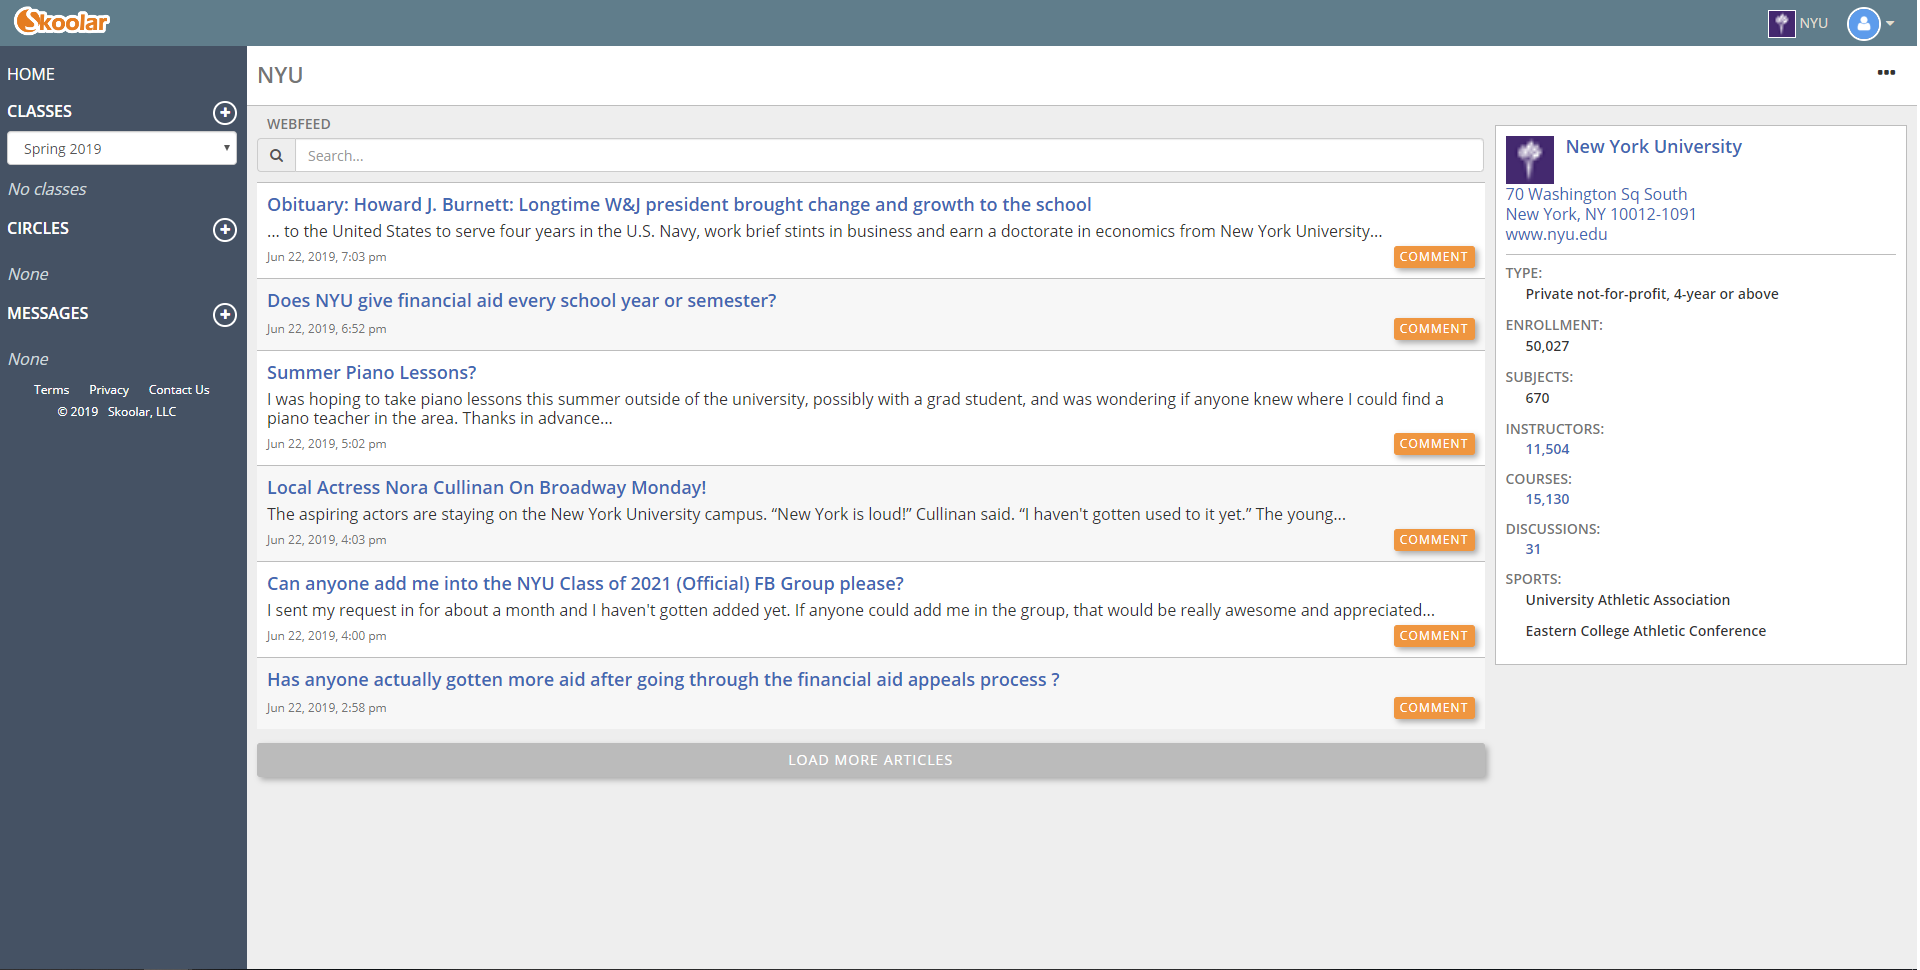 Skoolar
NYU
HOME
CLASSES
Spring 2019
No classes
CIRCLES
None
MESSAGES
None
Terms Privacy Contact Us
© 2019 Skoolar, LLC
NYU
WEBFEED
Search...
Obituary: Howard J. Burnett: Longtime W&J president brought change and growth to the school
... to the United States to serve four years in the U.S. Navy, work brief stints in business and earn a doctorate in economics from New York University...
Jun 22, 2019, 7:03 pm
COMMENT
Does NYU give financial aid every school year or semester?
Jun 22, 2019, 6:52 pm
COMMENT
Summer Piano Lessons?
I was hoping to take piano lessons this summer outside of the university, possibly with a grad student, and was wondering if anyone knew where I could find a
piano teacher in the area. Thanks in advance...
Jun 22, 2019, 5:02 pm
COMMENT
Local Actress Nora Cullinan On Broadway Monday!
The aspiring actors are staying on the New York University campus. “New York is loud!” Cullinan said. “I haven't gotten used to it yet.” The young...
Jun 22, 2019, 4:03 pm
COMMENT
Can anyone add me into the NYU Class of 2021 (Official) FB Group please?
I sent my request in for about a month and I haven't gotten added yet. If anyone could add me in the group, that would be really awesome and appreciated...
Jun 22, 2019, 4:00 pm
COMMENT
Has anyone actually gotten more aid after going through the financial aid appeals process ?
Jun 22, 2019, 2:58 pm
COMMENT
LOAD MORE ARTICLES
New York University
70 Washington Sq South
New York, NY 10012-1091
www.nyu.edu
TYPE:
Private not-for-profit, 4-year or above
ENROLLMENT:
50,027
SUBJECTS:
670
INSTRUCTORS:
11,504
COURSES:
15,130
DISCUSSIONS:
31
SPORTS:
University Athletic Association
Eastern College Athletic Conference